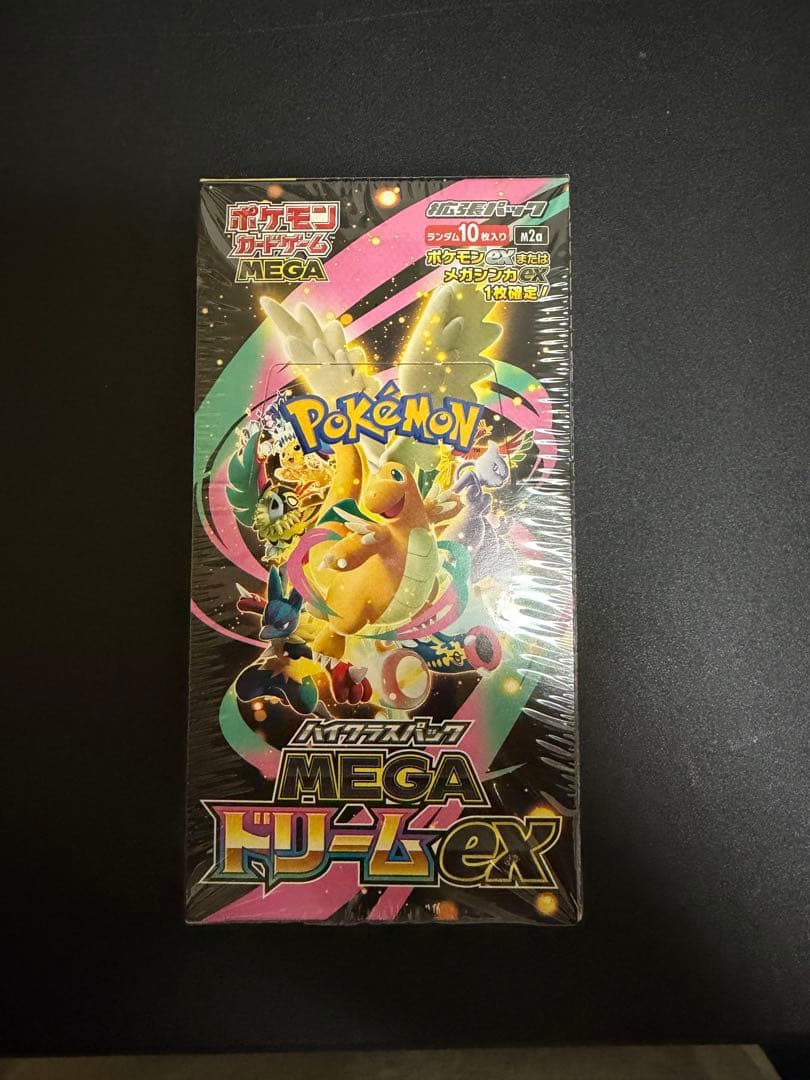 ポケモン
カードゲーム
MEGA
拡張パック
ランダム10枚入り
M2a
ポケモンexまたは
メガシンカex
1枚確定!
POKÉMON
TM
ハイクラスパック
MEGA
ドリームex